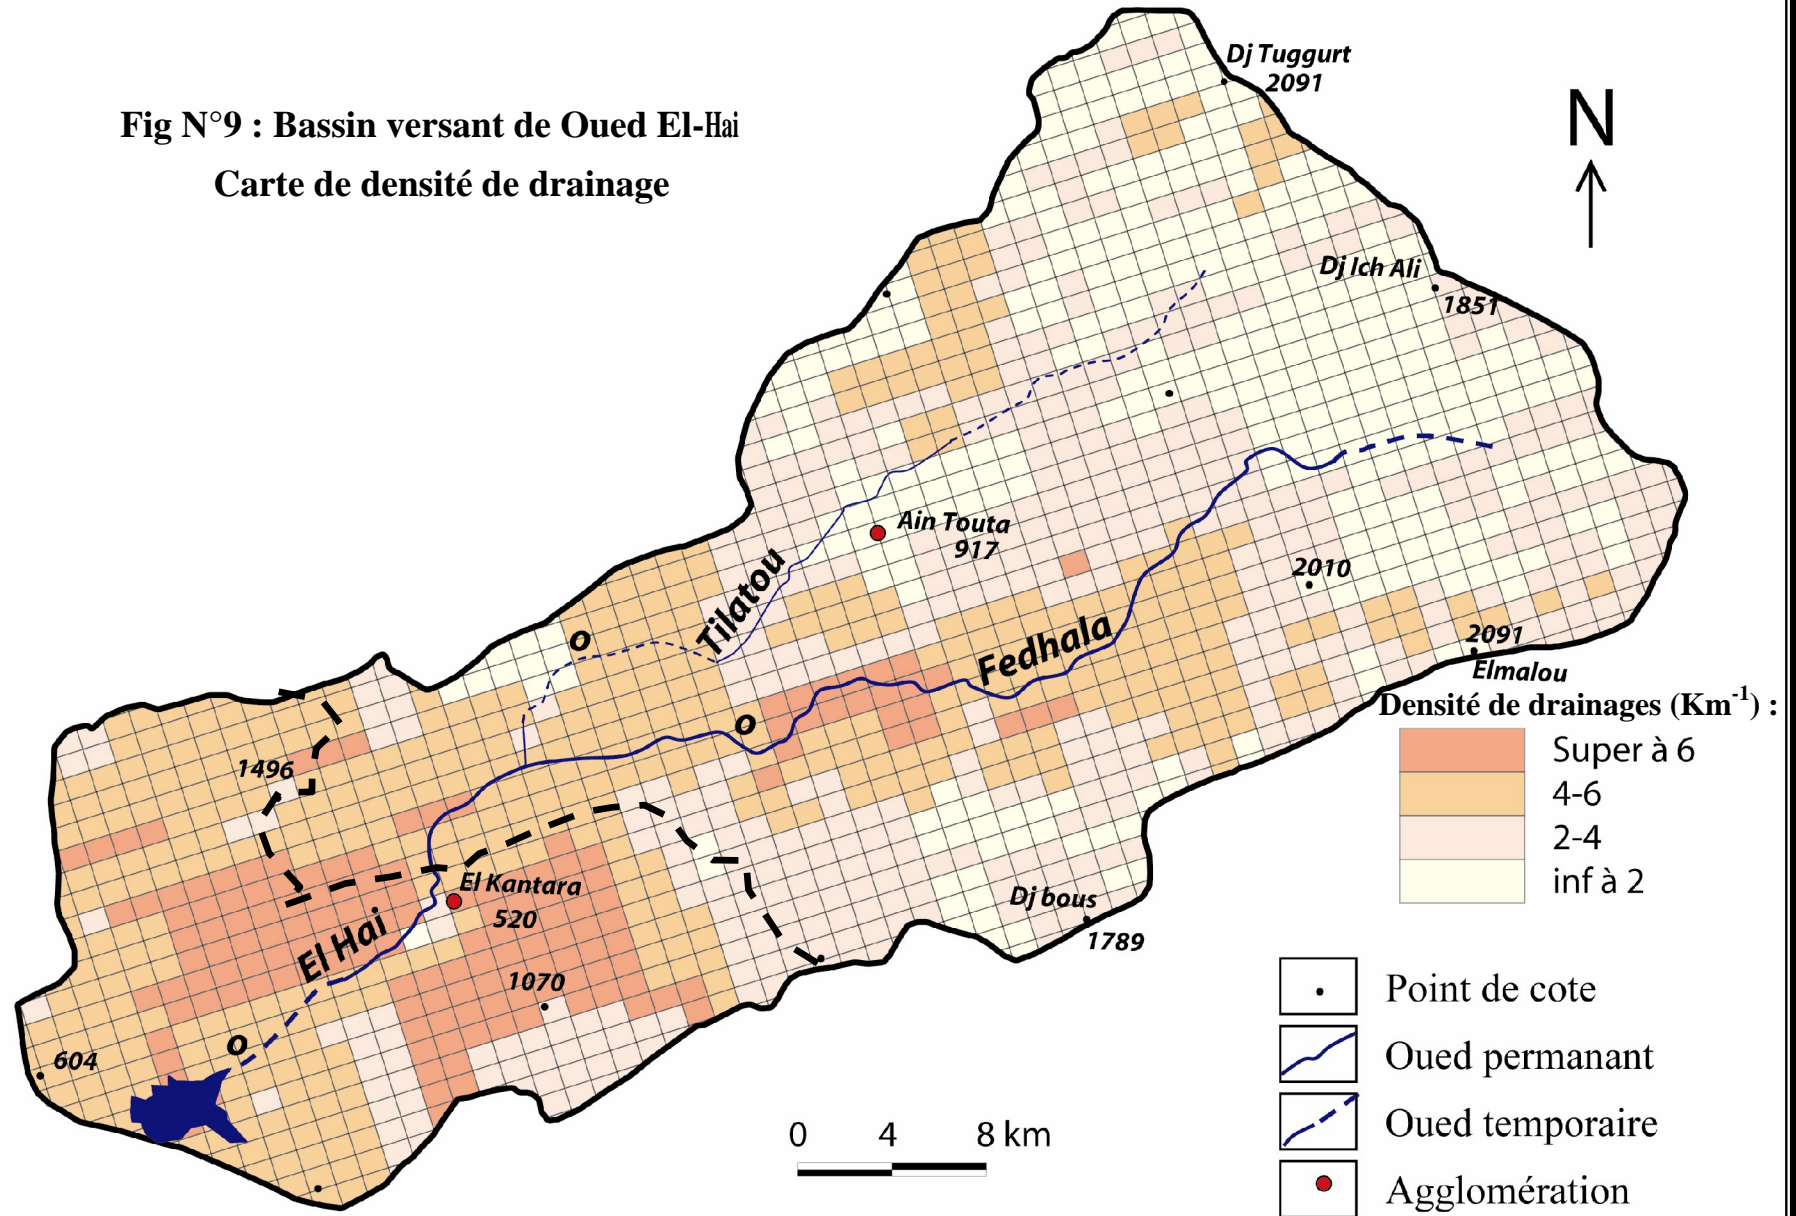 Fig N°9 : Bassin versant de Oued El-Hai
Carte de densité de drainage
Dj Tuggurt
2091
N
Dj Ich Ali
1851
Ain Touta
917
2010
Tilatou
O
Fedhala
2091
Elmalou
O
1496
El Kantara
520
El Hai
1070
Dj bous
1789
O
604
0 4 8 km
Densité de drainages (Km-1) :
Super à 6
4-6
2-4
inf à 2
Point de cote
Oued permanant
Oued temporaire
Agglomération